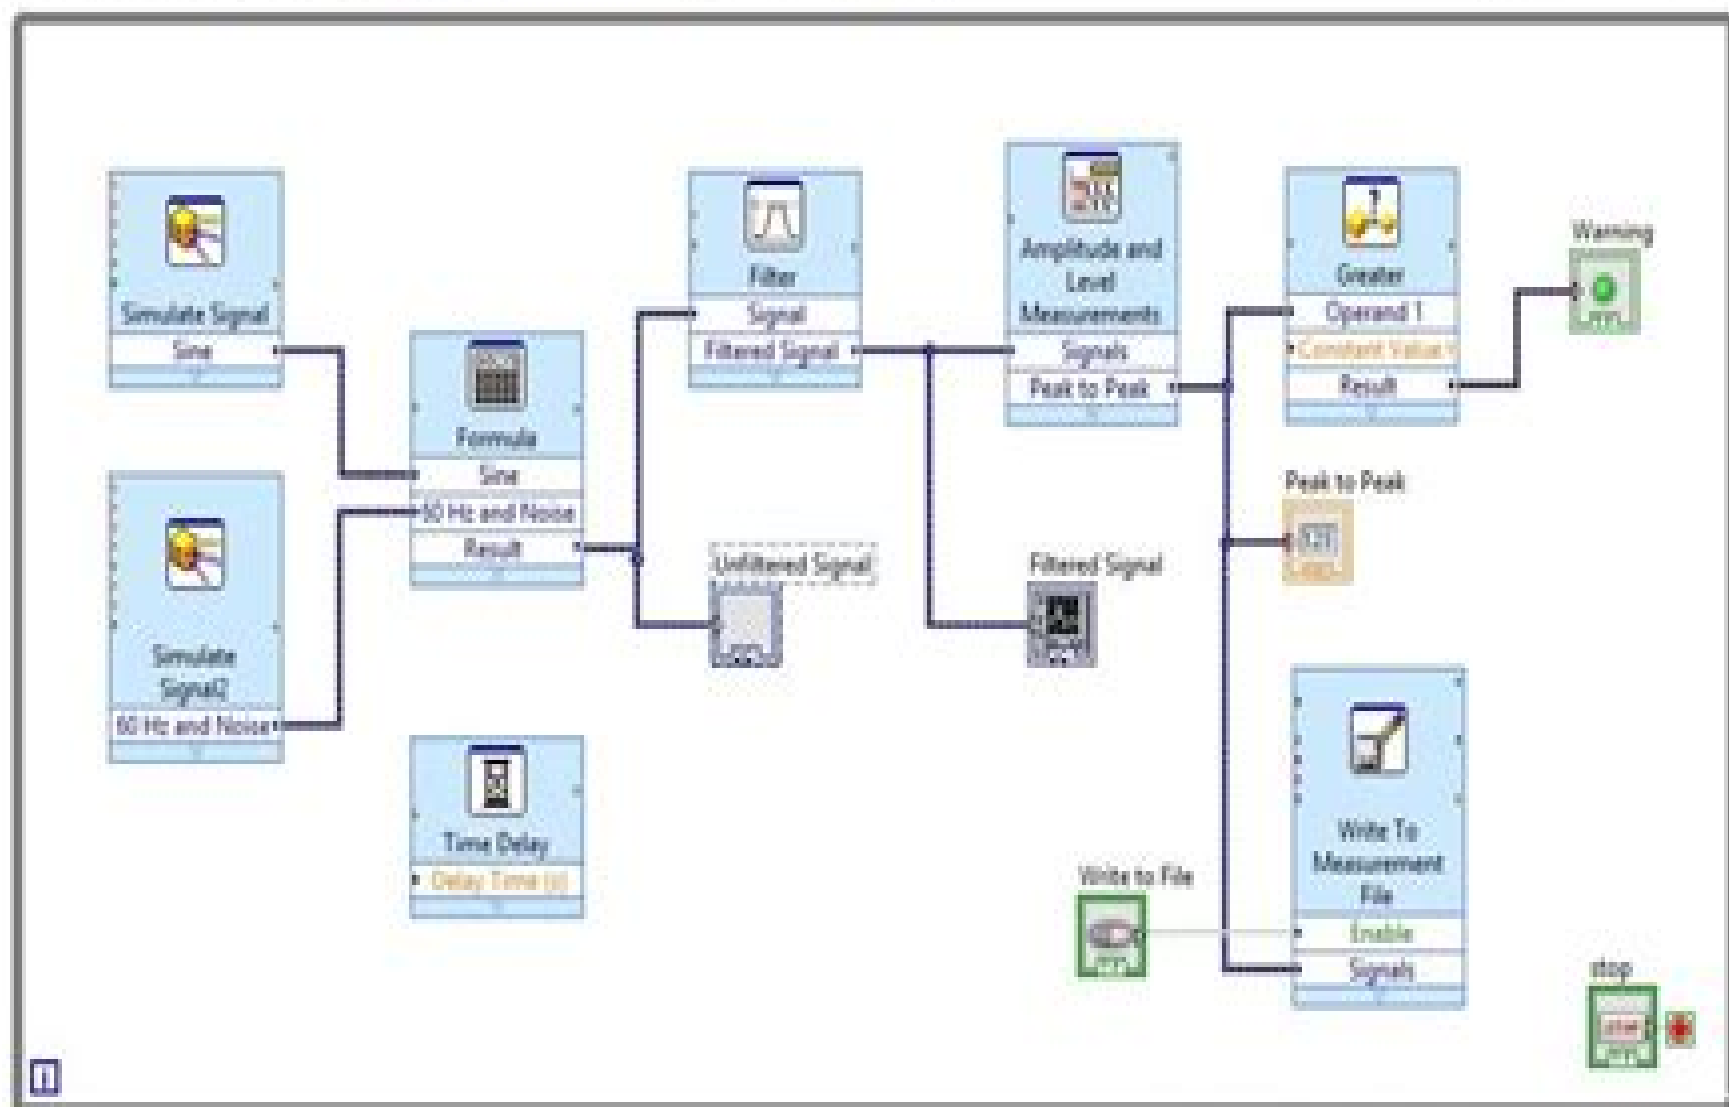 Simulate Signal
Sine
Simulate
Signal2
60 Hz and Noise
Formula
Sine
60 Hz and Noise
Result
Time Delay
Delay Time (s)
Filter
Signal
Filtered Signal
Unfiltered Signal
Amplitude and
Level
Measurements
Signals
Peak to Peak
Filtered Signal
Greater
Operand 1
Constant Value
Result
Warning
Peak to Peak
1.23
Write to File
Write To
Measurement
File
Enable
Signals
stop
i